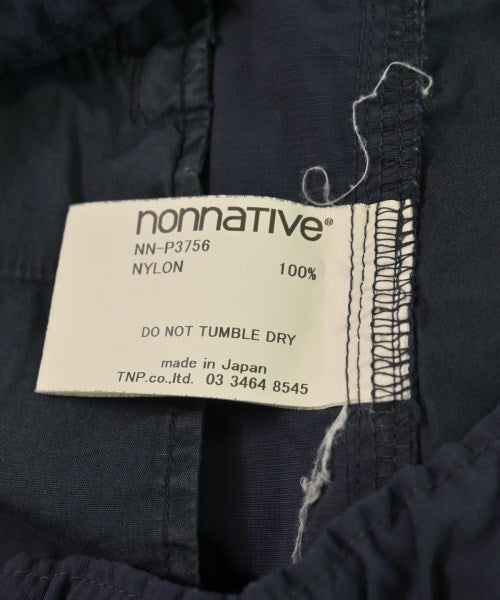 nonnative®
NN-P3756
NYLON 100%
DO NOT TUMBLE DRY
made in Japan
TNP.co.,ltd. 03 3464 8545